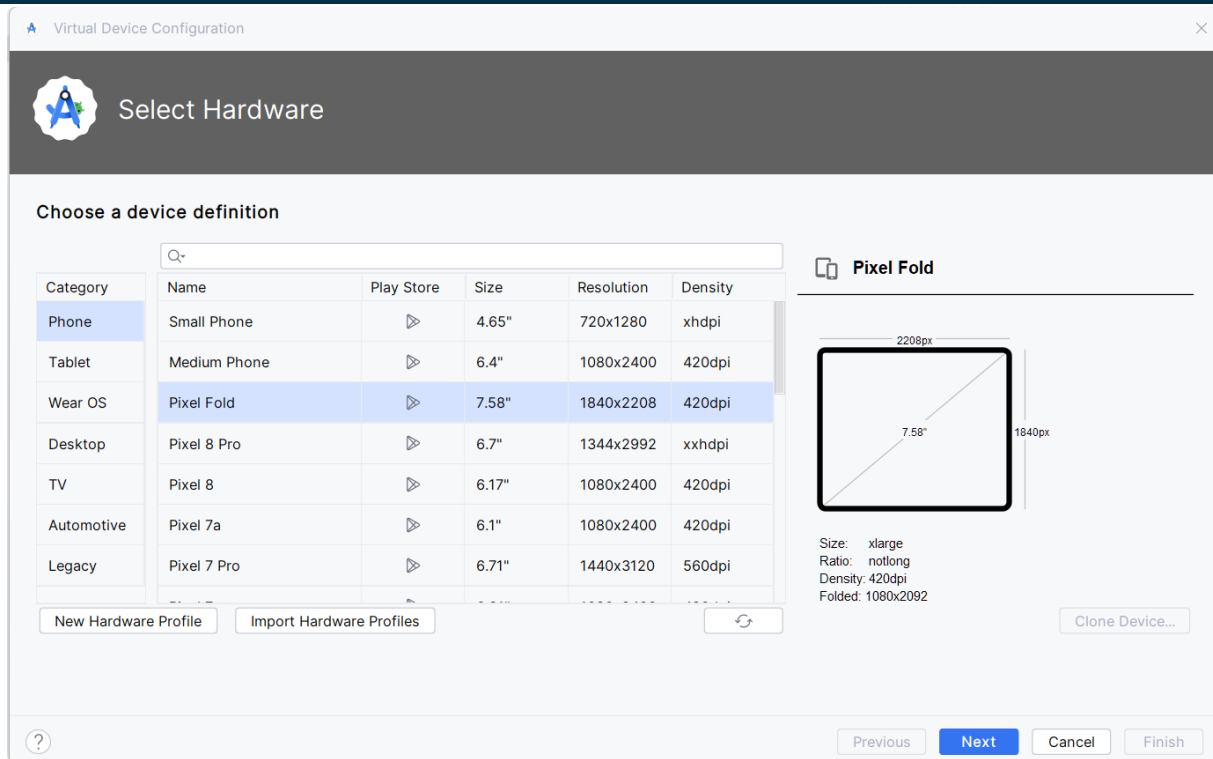 Virtual Device Configuration
Select Hardware
Choose a device definition
Category
Phone
Tablet
Wear OS
Desktop
TV
Automotive
Legacy
Name Play Store Size Resolution Density
Small Phone 4.65" 720x1280 xhdpi
Medium Phone 6.4" 1080x2400 420dpi
Pixel Fold 7.58" 1840x2208 420dpi
Pixel 8 Pro 6.7" 1344x2992 xxhdpi
Pixel 8 6.17" 1080x2400 420dpi
Pixel 7a 6.1" 1080x2400 420dpi
Pixel 7 Pro 6.71" 1440x3120 560dpi
New Hardware Profile Import Hardware Profiles
Pixel Fold
2208px
7.58"
1840px
Size: xlarge
Ratio: notlong
Density: 420dpi
Folded: 1080x2092
Clone Device...
? Previous Next Cancel Finish